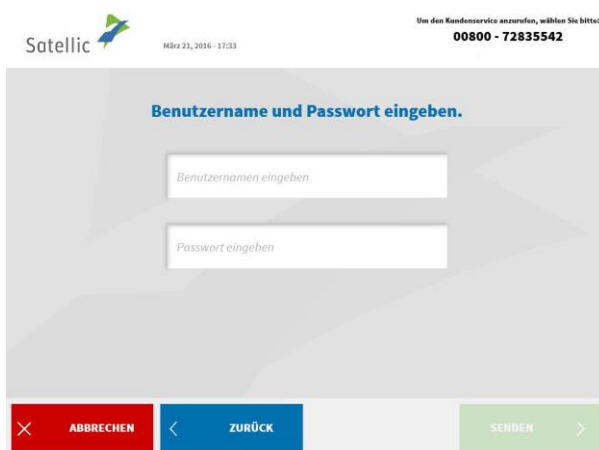 Um den Kundenservice anzurufen, wählen Sie bitte:
Satellic
März 21, 2016 - 17:33
00800 - 72835542
Benutzername und Passwort eingeben.
Benutzernamen eingeben
Passwort eingeben
ABBRECHEN
ZURÜCK
SENDEN